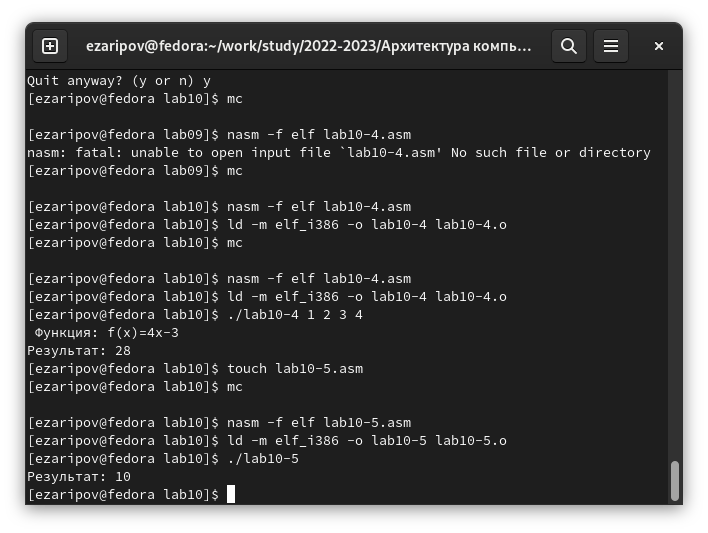 ezaripov@fedora:~/work/study/2022-2023/Архитектура компь...
Quit anyway? (y or n) y
[ezaripov@fedora lab10]$ mc
[ezaripov@fedora lab09]$ nasm -f elf lab10-4.asm
nasm: fatal: unable to open input file `lab10-4.asm' No such file or directory
[ezaripov@fedora lab09]$ mc
[ezaripov@fedora lab10]$ nasm -f elf lab10-4.asm
[ezaripov@fedora lab10]$ ld -m elf_i386 -o lab10-4 lab10-4.o
[ezaripov@fedora lab10]$ mc
[ezaripov@fedora lab10]$ nasm -f elf lab10-4.asm
[ezaripov@fedora lab10]$ ld -m elf_i386 -o lab10-4 lab10-4.o
[ezaripov@fedora lab10]$ ./lab10-4 1 2 3 4
Функция: f(x)=4x-3
Результат: 28
[ezaripov@fedora lab10]$ touch lab10-5.asm
[ezaripov@fedora lab10]$ mc
[ezaripov@fedora lab10]$ nasm -f elf lab10-5.asm
[ezaripov@fedora lab10]$ ld -m elf_i386 -o lab10-5 lab10-5.o
[ezaripov@fedora lab10]$ ./lab10-5
Результат: 10
[ezaripov@fedora lab10]$